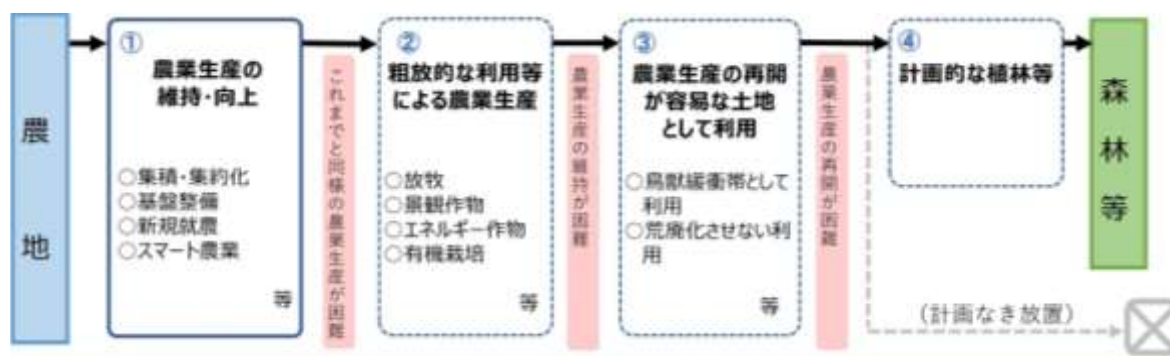 農地
①
農業生産の
維持・向上
○集積・集約化
○基盤整備
○新規就農
○スマート農業
等
これまでと同様の農業生産が困難
②
粗放的な利用等
による農業生産
○放牧
○景観作物
○エネルギー作物
○有機栽培
等
農業生産の維持が困難
③
農業生産の再開
が容易な土地
として利用
○鳥獣緩衝帯として
利用
○荒廃化させない利
用
等
農業生産の再開が困難
④
計画的な植林等
森林等
(計画なき放置)